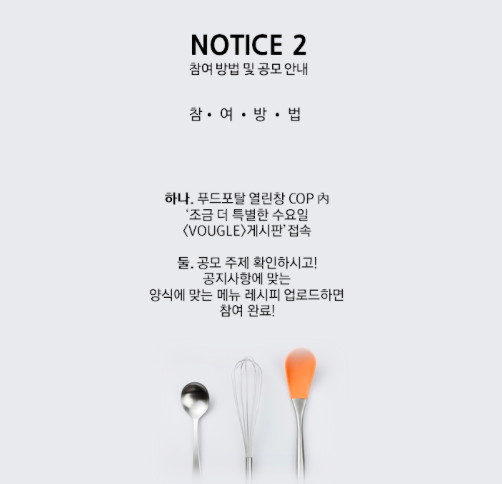 NOTICE 2
참여 방법 및 공모 안내
참 • 여 • 방 • 법
하나. 푸드포탈 열린창 COP 內
‘조금 더 특별한 수요일
<VOUGLE>게시판’ 접속
둘. 공모 주제 확인하시고!
공지사항에 맞는
양식에 맞는 메뉴 레시피 업로드하면
참여 완료!